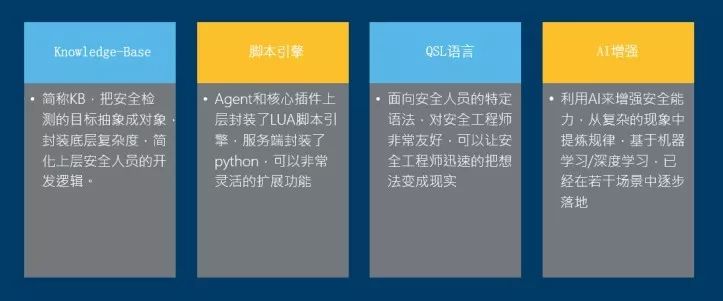 Knowledge-Base
• 简称KB，把安全检
测的目标抽象成对象，
封装底层复杂度，简
化上层安全人员的开
发逻辑。
脚本引擎
• Agent和核心插件上
层封装了LUA脚本引
擎，服务端封装了
python，可以非常
灵活的扩展功能
QSL语言
• 面向安全人员的特定
语法，对安全工程师
非常友好，可以让安
全工程师迅速的把想
法变成现实
AI增强
• 利用AI来增强安全能
力，从复杂的现象中
提炼规律，基于机器
学习/深度学习，已
经在若干场景中逐步
落地